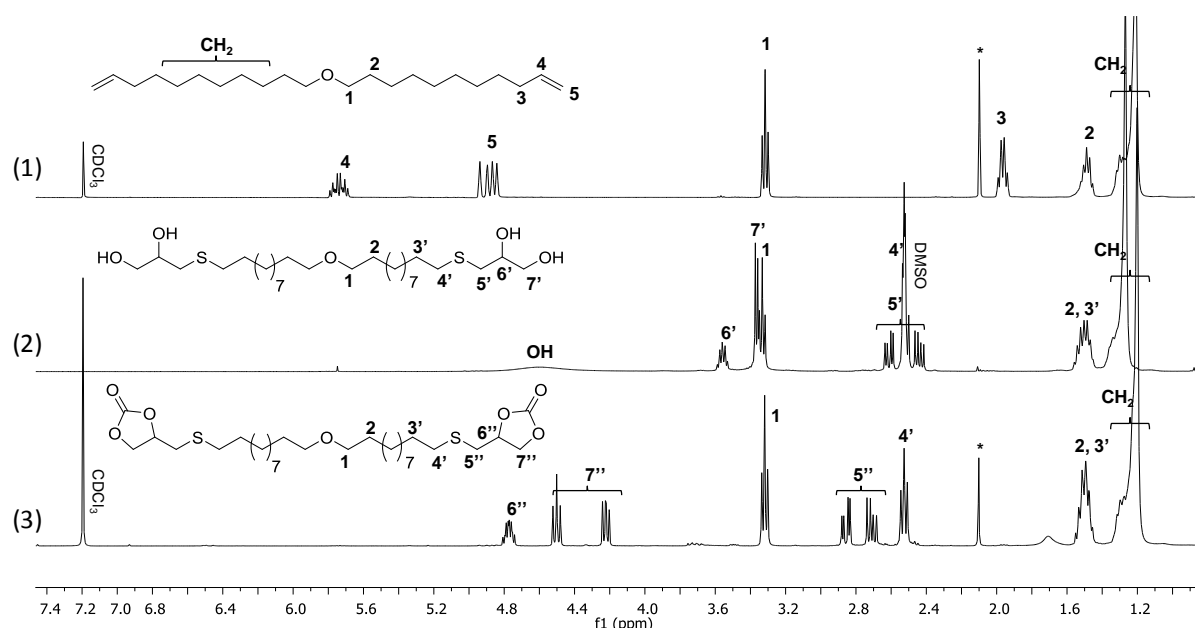 CH₂
2
O
1
4
3
5
1
*
CH₂
3
2
(1)
CDCl₃
4
5
OH
HO
S
7
O
1
2
7
3'
4'
S
5'
OH
6'
7'
OH
7'
1
4'
DMSO
5'
CH₂
2, 3'
6'
OH
(2)
O
O
O
S
7
O
1
2
7
3'
4'
S
5''
6''
O
O
O
7''
1
4'
*
CH₂
2, 3'
5''
7''
6''
CDCl₃
(3)
7.4 7.2 7.0 6.8 6.4 6.0 5.6 5.2 4.8 4.4 4.0 3.6 3.2 2.8 2.4 2.0 1.6 1.2
f1 (ppm)